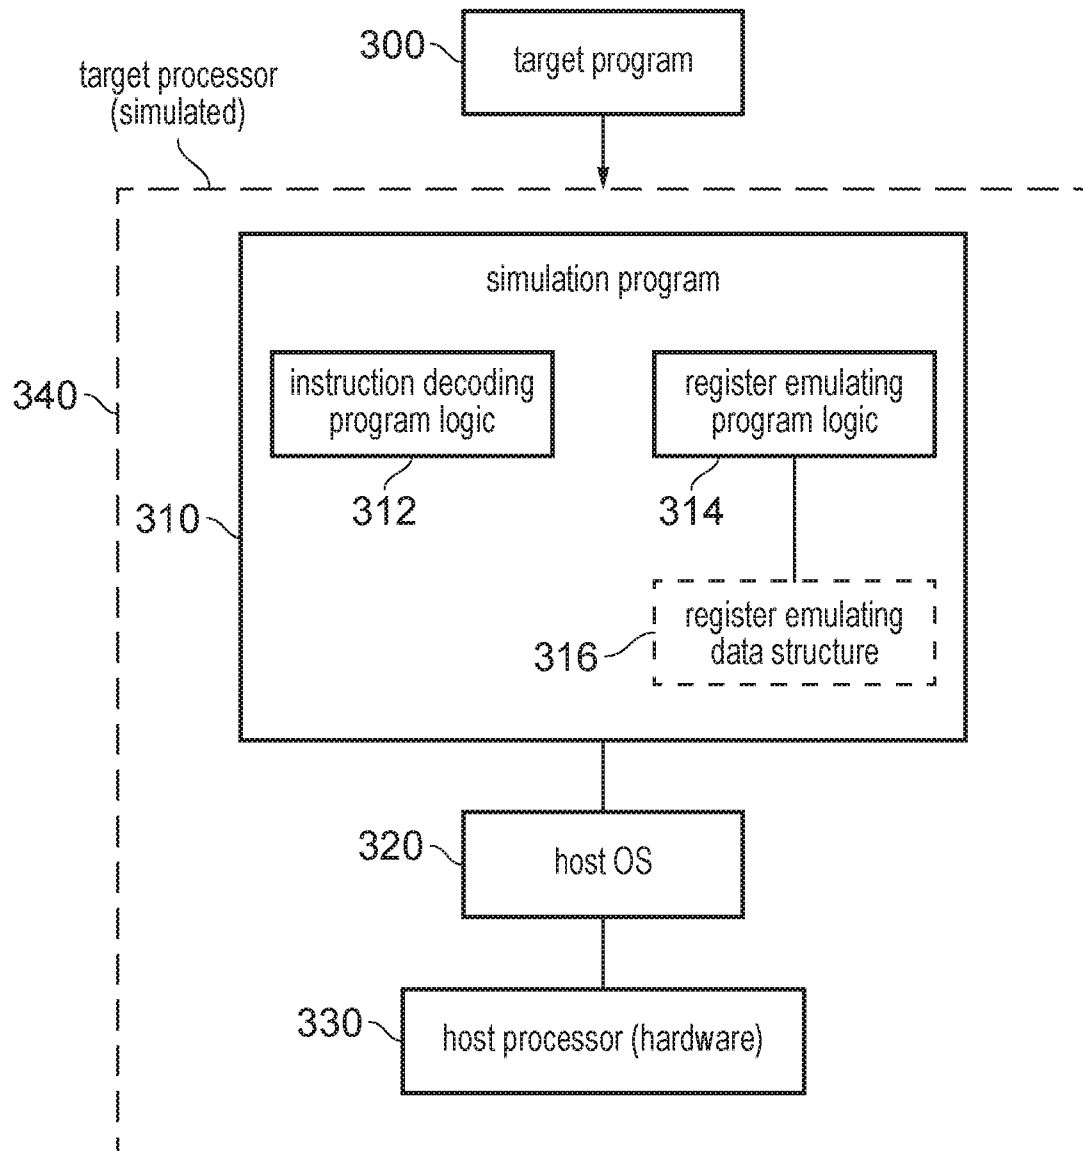 300
target program
target processor
(simulated)
simulation program
340
instruction decoding
program logic
register emulating
program logic
312
314
310
register emulating
data structure
316
320
host OS
330
host processor (hardware)